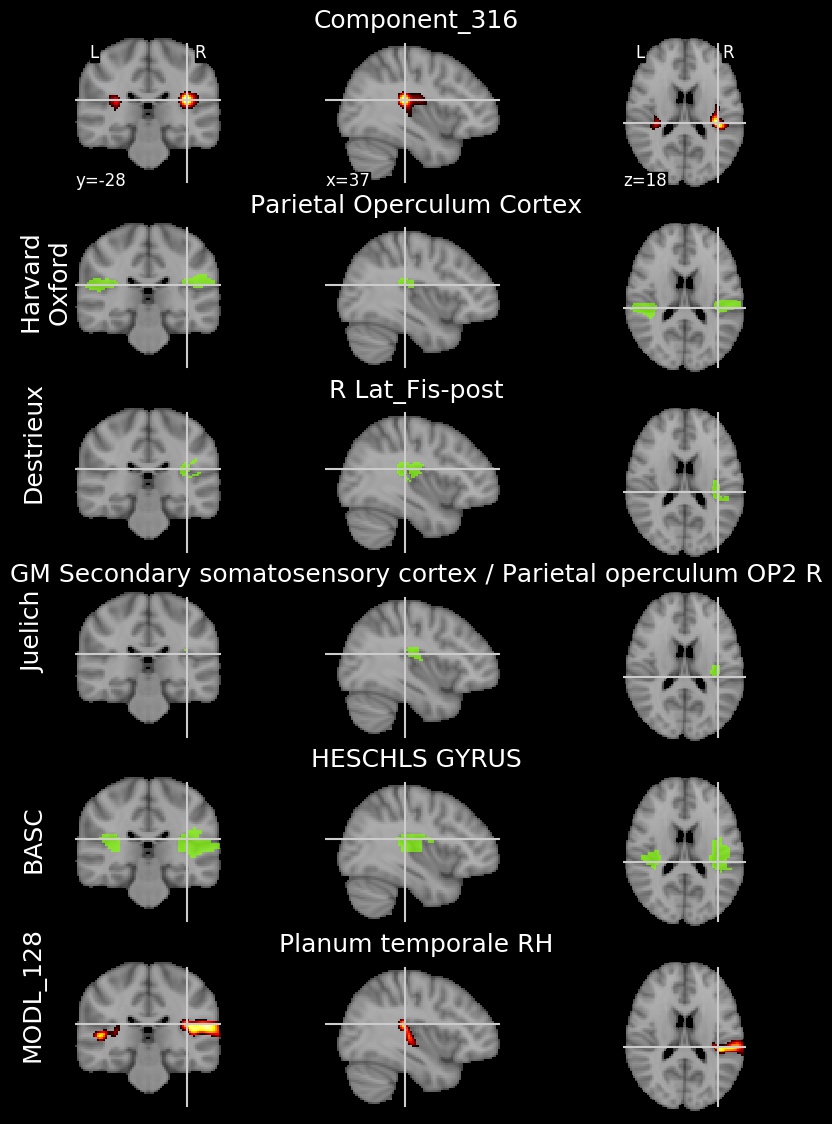 Component_316
L
R
L
R
y=-28
x=37
z=18
Parietal Operculum Cortex
Harvard
Oxford
R Lat_Fis-post
Destrieux
GM Secondary somatosensory cortex / Parietal operculum OP2 R
Juelich
HESCHLS GYRUS
BASC
Planum temporale RH
MODL_128